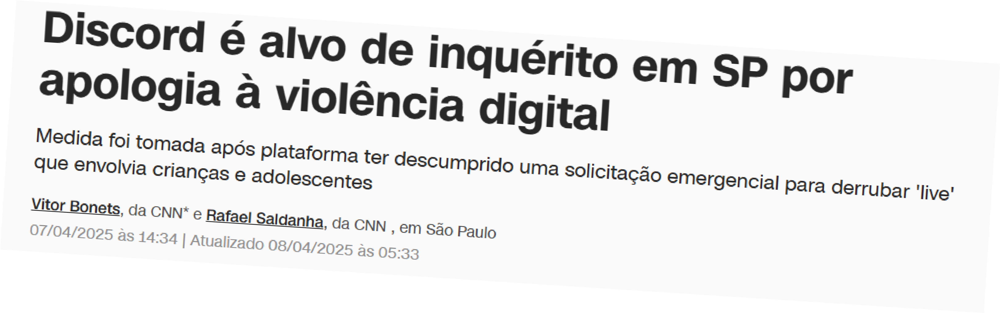 Discord é alvo de inquérito em SP por
apologia à violência digital
Medida foi tomada após plataforma ter descumprido uma solicitação emergencial para derrubar 'live'
que envolvia crianças e adolescentes
Vitor Bonets, da CNN* e Rafael Saldanha, da CNN , em São Paulo
07/04/2025 às 14:34 | Atualizado 08/04/2025 às 05:33